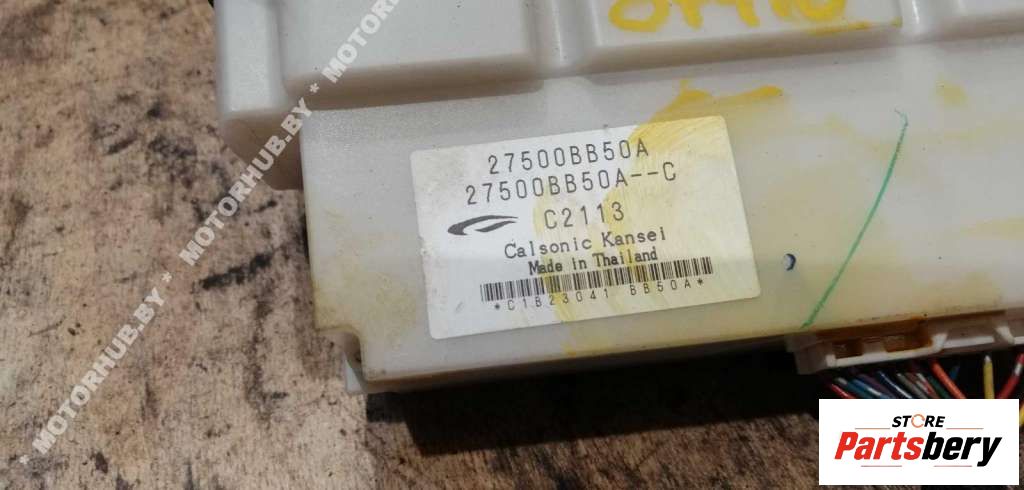 27500BB50A
27500BB50A--C
C2113
Calsonic Kansei
Made in Thailand
*C1B23041 BB50A*
* MOTORHUB.BY * MOTORHUB.BY * MOTORHUB.BY *
STORE
Partsbery